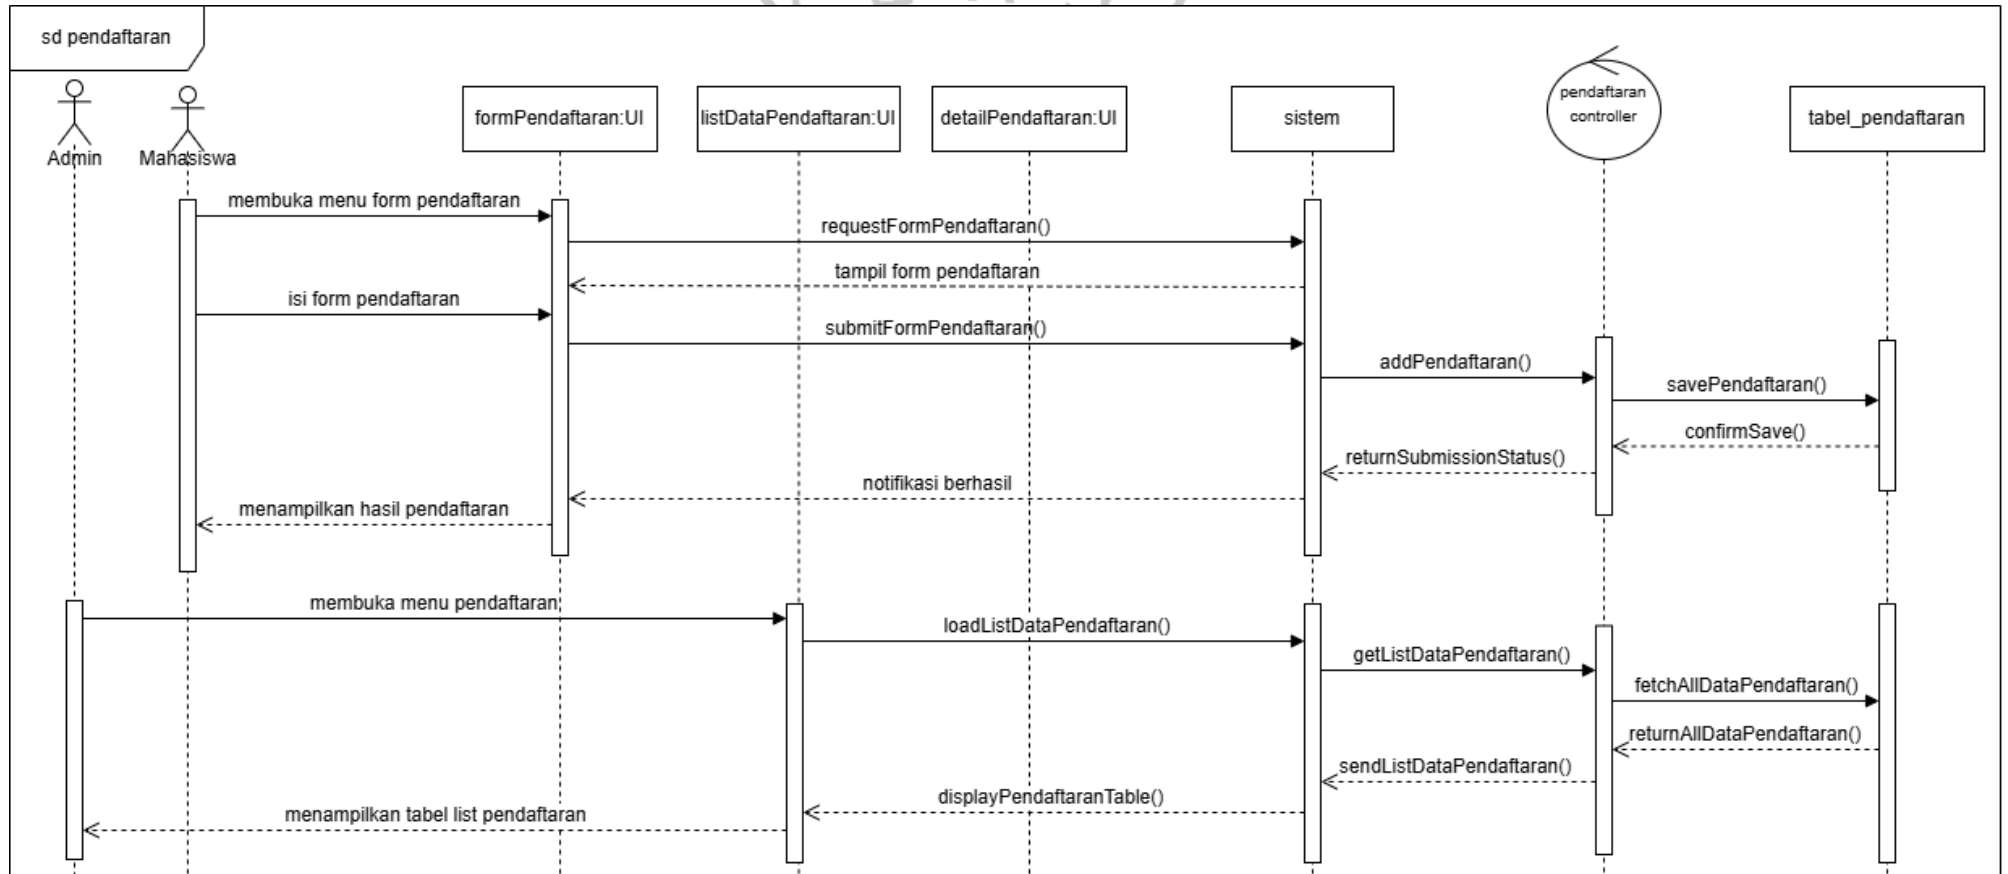 sd pendaftaran
Admin
Mahasiswa
formPendaftaran:UI
listDataPendaftaran:UI
detailPendaftaran:UI
sistem
pendaftaran
controller
tabel_pendaftaran
membuka menu form pendaftaran
requestFormPendaftaran()
tampil form pendaftaran
isi form pendaftaran
submitFormPendaftaran()
addPendaftaran()
savePendaftaran()
confirmSave()
returnSubmissionStatus()
notifikasi berhasil
menampilkan hasil pendaftaran
membuka menu pendaftaran
loadListDataPendaftaran()
getListDataPendaftaran()
fetchAllDataPendaftaran()
returnAllDataPendaftaran()
sendListDataPendaftaran()
displayPendaftaranTable()
menampilkan tabel list pendaftaran